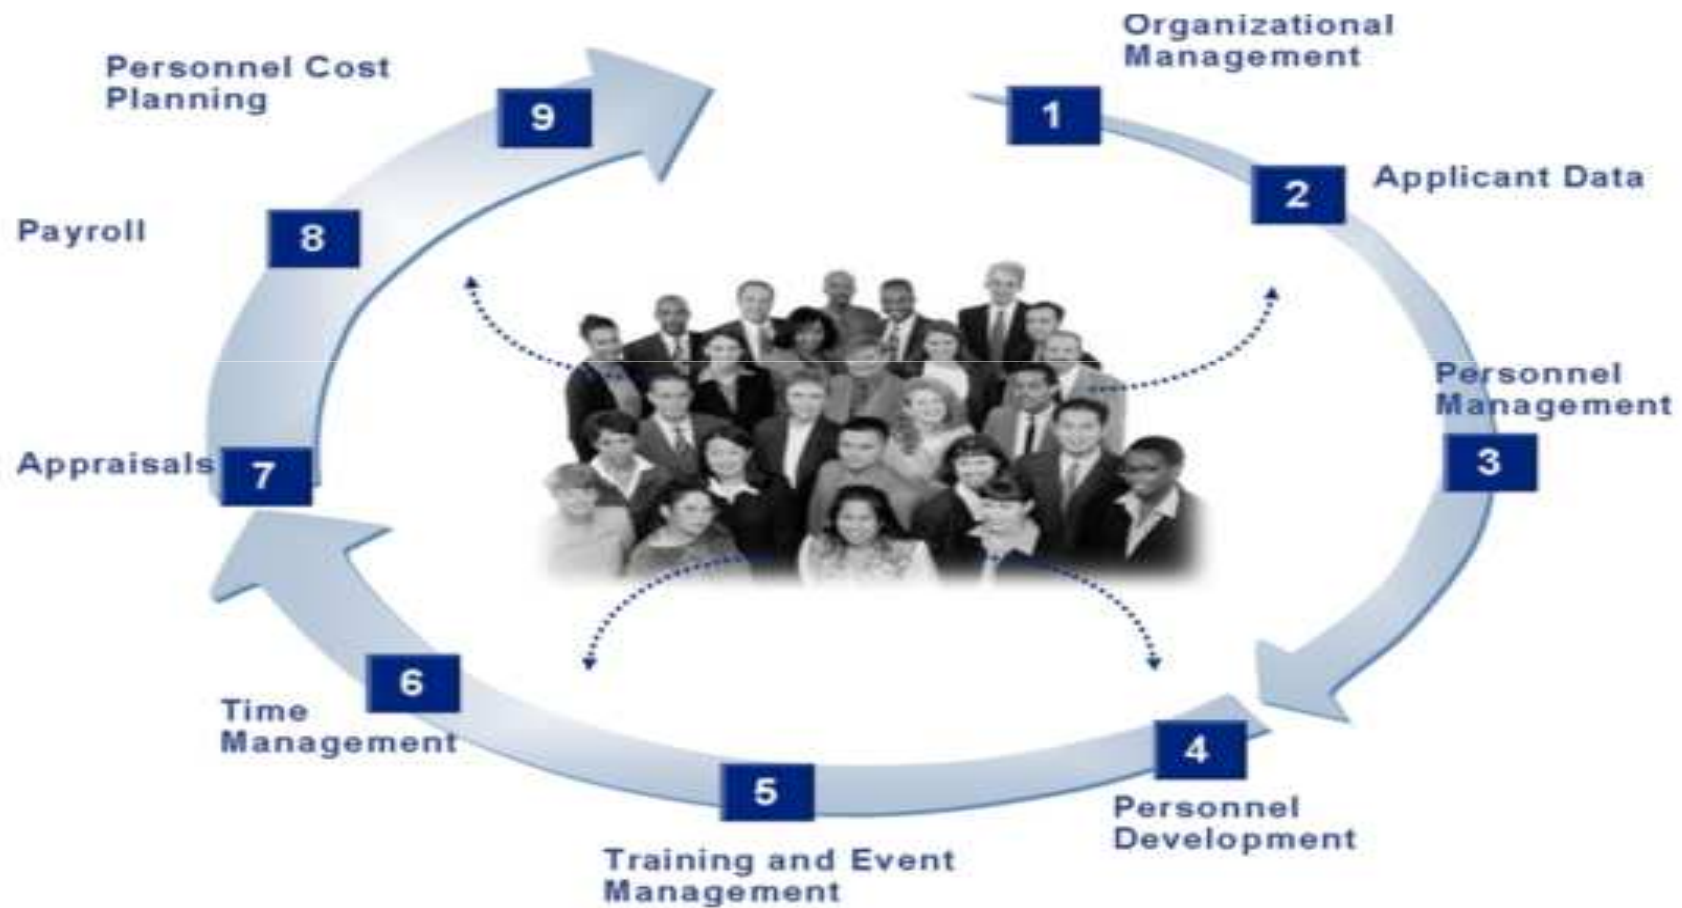 Organizational
Management
1
2
Applicant Data
Personnel
Management
3
4
Personnel
Development
5
Training and Event
Management
6
Time
Management
7
Appraisals
8
Payroll
9
Personnel Cost
Planning